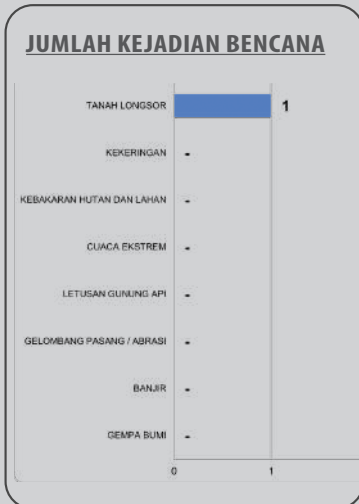 JUMLAH KEJADIAN BENCANA
TANAH LONGSOR 1
KEKERINGAN -
KEBAKARAN HUTAN DAN LAHAN -
CUACA EKSTREM -
LETUSAN GUNUNG API -
GELOMBANG PASANG / ABRASI -
BANJIR -
GEMPA BUMI -
0 1